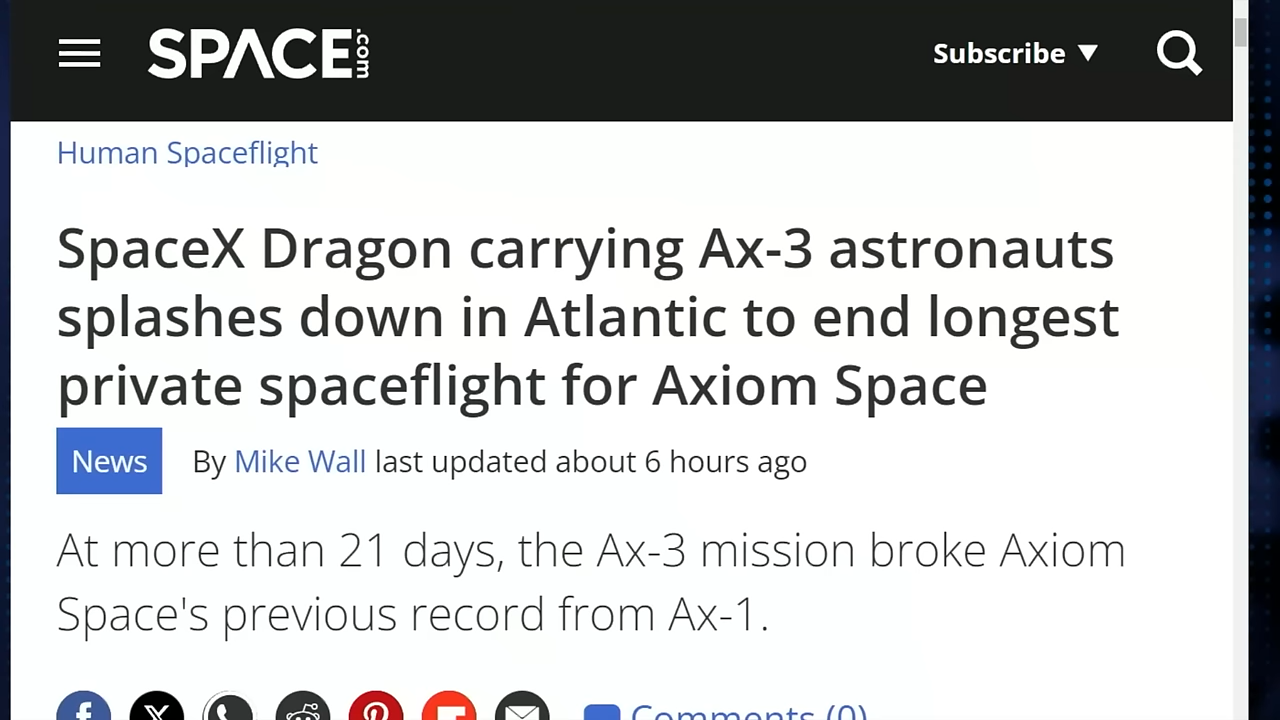 SPACE.com
Subscribe ▼
Human Spaceflight
SpaceX Dragon carrying Ax-3 astronauts
splashes down in Atlantic to end longest
private spaceflight for Axiom Space
News
By Mike Wall last updated about 6 hours ago
At more than 21 days, the Ax-3 mission broke Axiom
Space's previous record from Ax-1.
Comments (0)